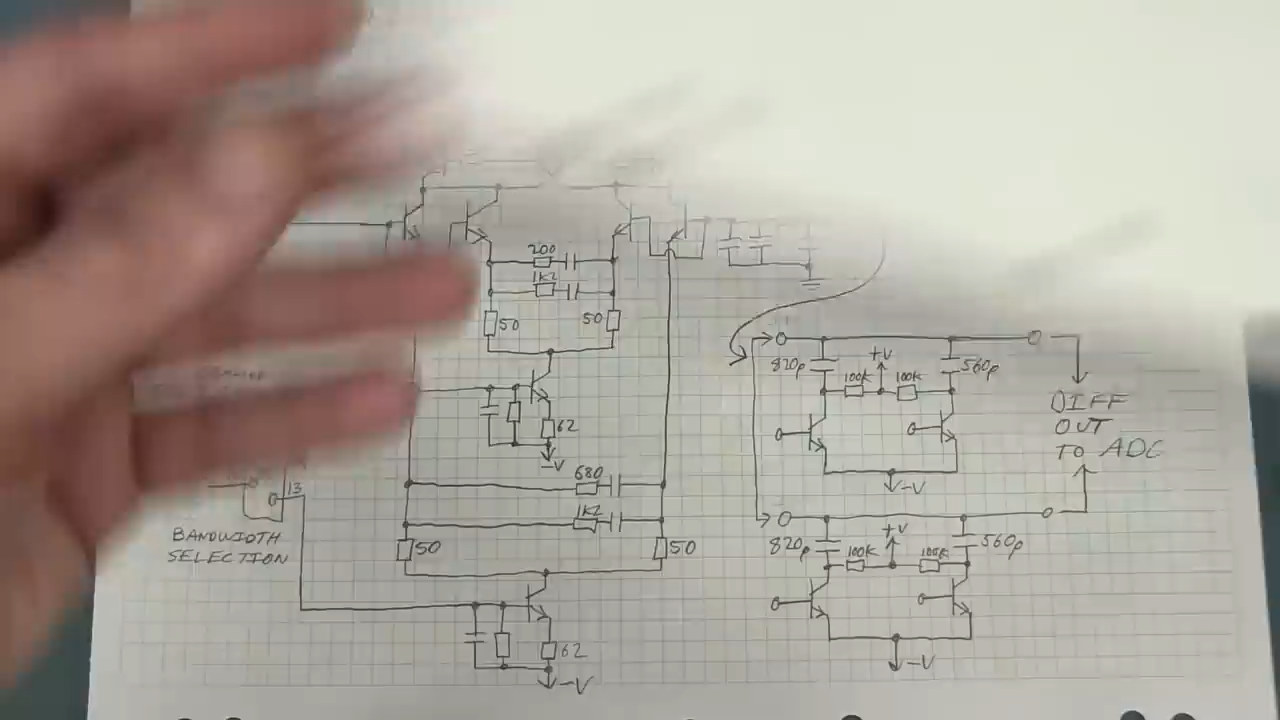 200
1K2
50
50
62
-V
680
1K2
50
50
62
-V
13
BANDWIDTH
SELECTION
820p
+V
560p
100K
100K
-V
DIFF
OUT
TO ADC
820p
+V
560p
100K
100K
-V